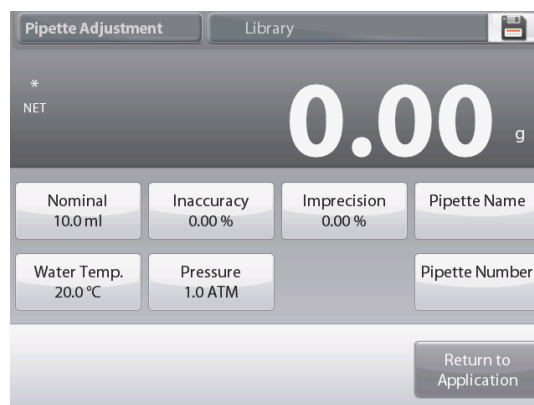 Pipette Adjustment
Library
*
NET
0.00 g
Nominal
10.0 ml
Inaccuracy
0.00 %
Imprecision
0.00 %
Pipette Name
Water Temp.
20.0 °C
Pressure
1.0 ATM
Pipette Number
Return to
Application